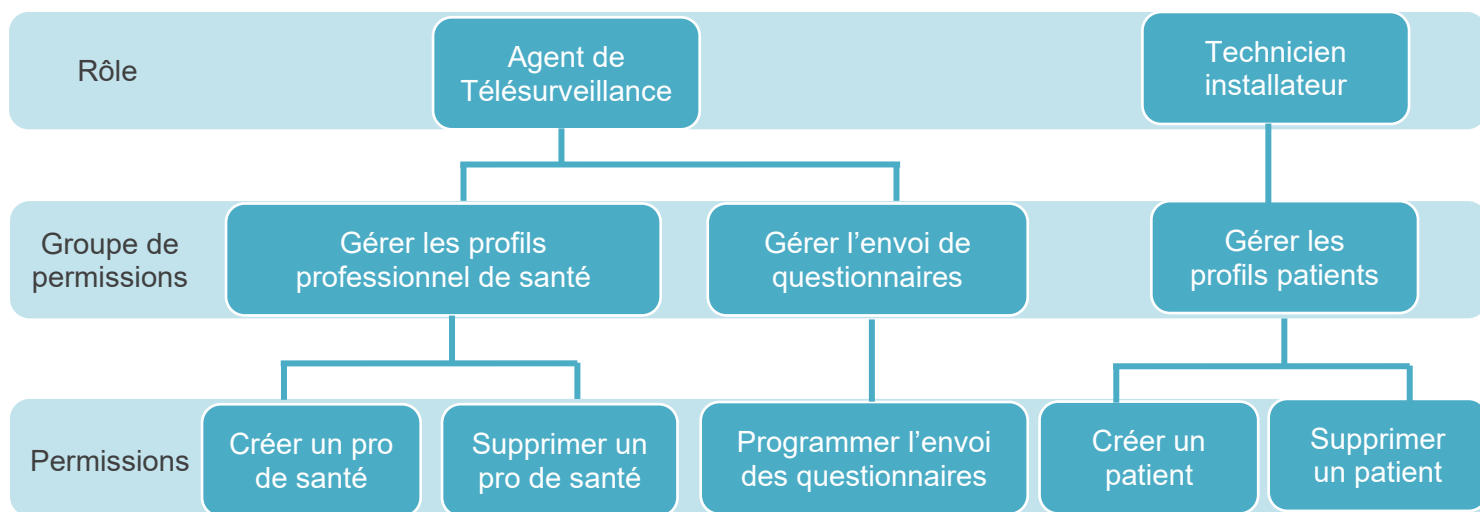 Rôle
Agent de
Télésurveillance
Technicien
installateur
Groupe de
permissions
Gérer les profils
professionnel de santé
Gérer l’envoi de
questionnaires
Gérer les
profils patients
Permissions
Créer un pro
de santé
Supprimer un
pro de santé
Programmer l’envoi
des questionnaires
Créer un
patient
Supprimer
un patient